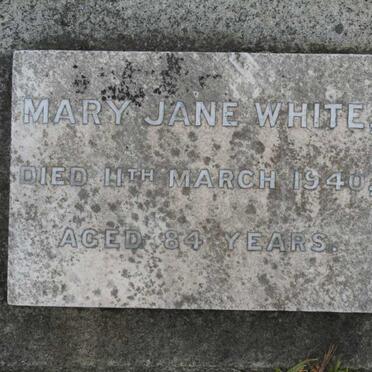 MARY JANE WHITE,
DIED 11TH MARCH 1940,
AGED 84 YEARS.